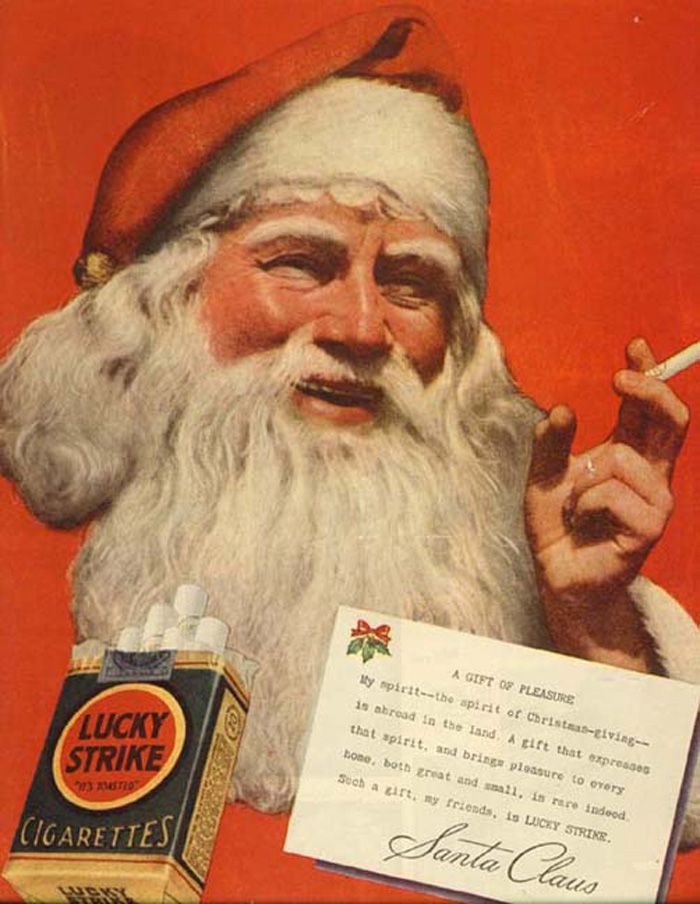 A GIFT OF PLEASURE
My spirit--the spirit of Christmas-giving--
is abroad in the land. A gift that expresses
that spirit, and brings pleasure to every
home, both great and small, is rare indeed.
Such a gift, my friends, is LUCKY STRIKE.
Santa Claus
LUCKY
STRIKE
"IT'S TOASTED"
CIGARETTES
LUCKY
STRIKE